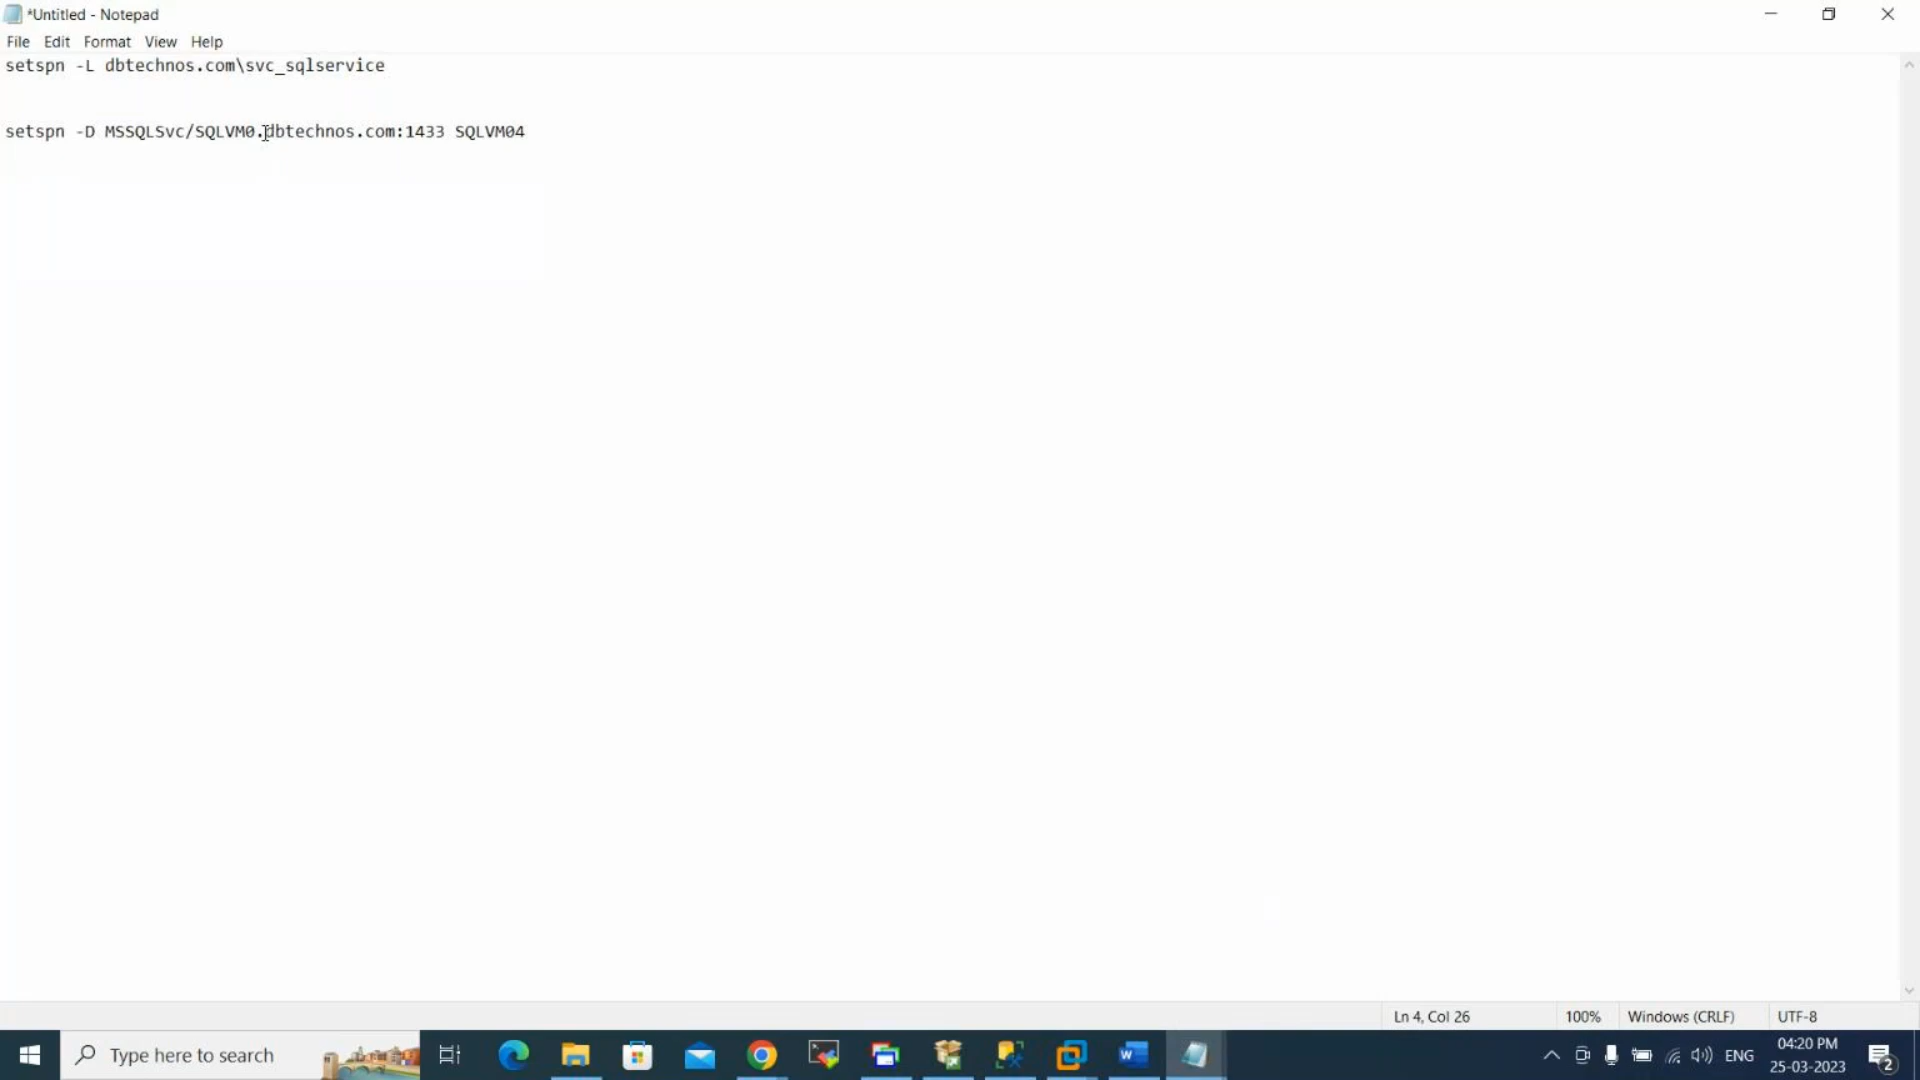 *Untitled - Notepad
File Edit Format View Help
setspn -L dbtechnos.com\svc_sqlservice
setspn -D MSSQLSvc/SQLVM0.dbtechnos.com:1433 SQLVM04
Ln 4, Col 26 100% Windows (CRLF) UTF-8
Type here to search
ENG
04:20 PM
25-03-2023
2